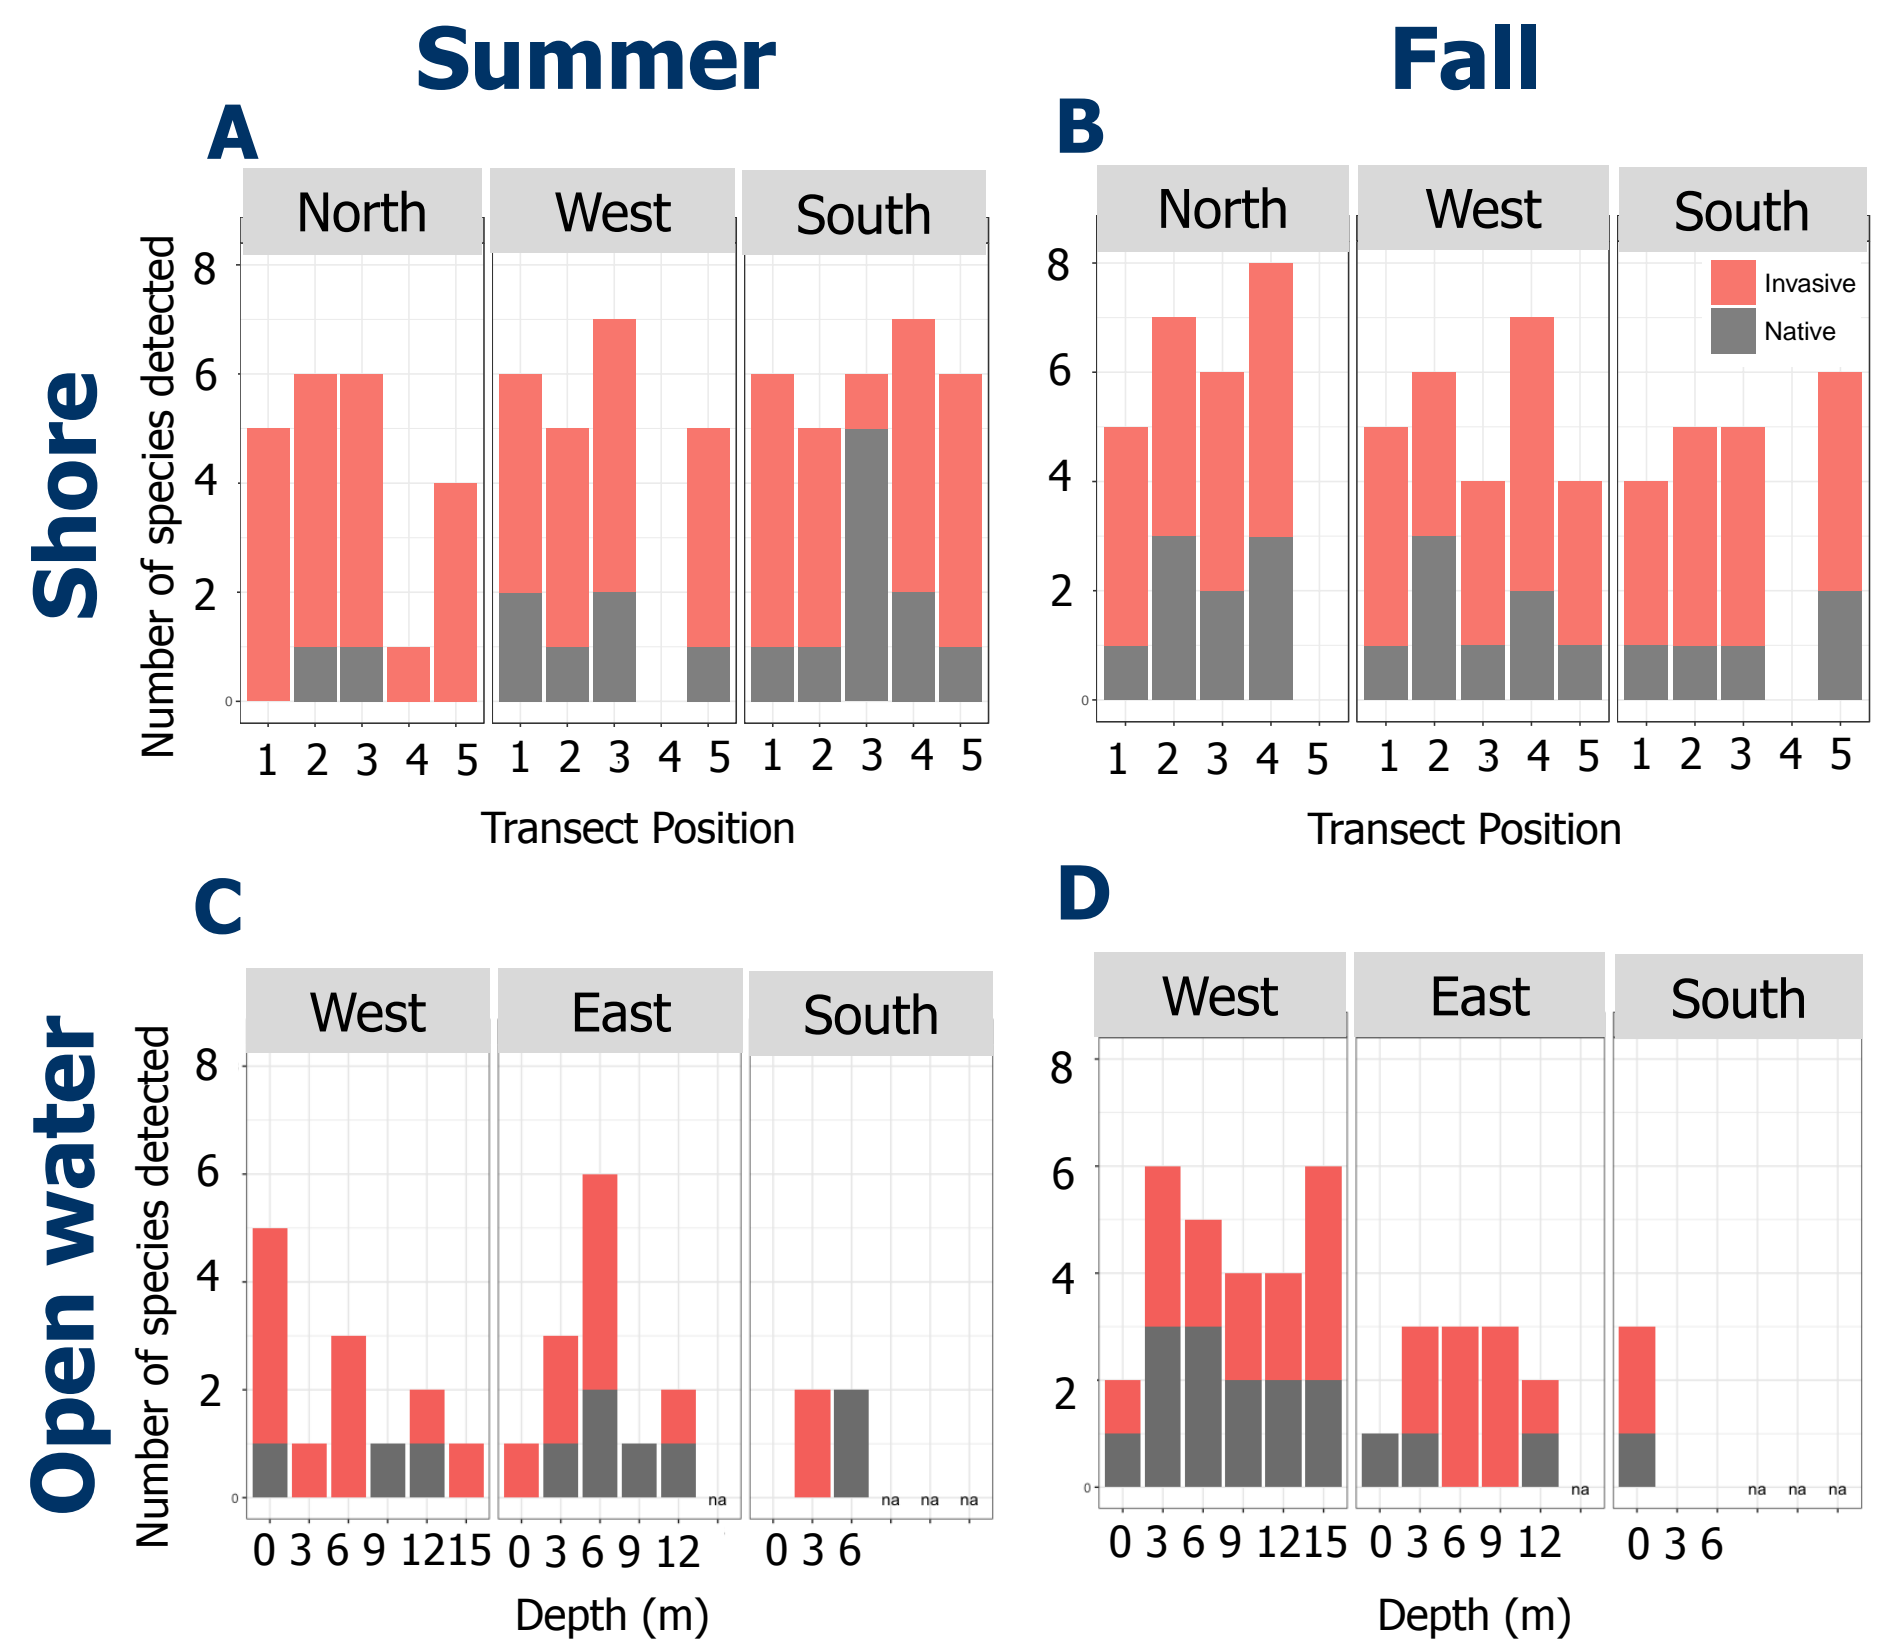 Summer Fall
A B
North West South North West South
Shore
Number of species detected
8
6
4
2
0
8
6
4
2
0
Invasive
Native
1 2 3 4 5 1 2 3 4 5 1 2 3 4 5
1 2 3 4 5 1 2 3 4 5 1 2 3 4 5
Transect Position Transect Position
C D
West East South West East South
Open water
Number of species detected
8
6
4
2
0
na na na na
8
6
4
2
0
na na na na
0 3 6 9 12 15 0 3 6 9 12 0 3 6
0 3 6 9 12 15 0 3 6 9 12 0 3 6
Depth (m) Depth (m)